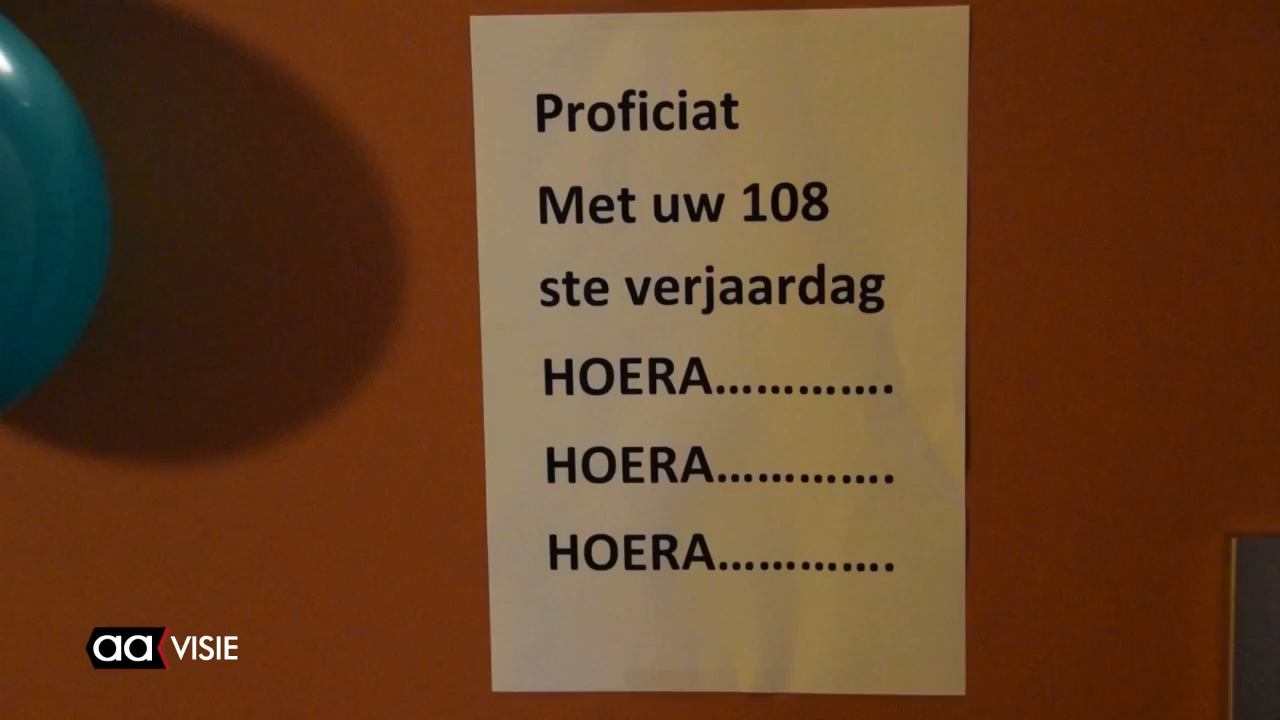 Proficiat
Met uw 108
ste verjaardag
HOERA.............
HOERA.............
HOERA.............
aa VISIE